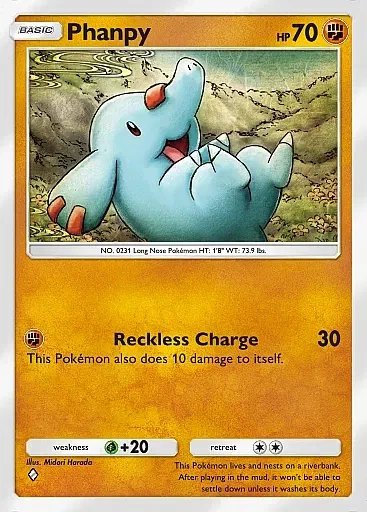 BASIC Phanpy HP 70
NO. 0231 Long Nose Pokémon HT: 1'8" WT: 73.9 lbs.
Reckless Charge 30
This Pokémon also does 10 damage to itself.
weakness +20 retreat
Illus. Midori Harada
This Pokémon lives and nests on a riverbank.
After playing in the mud, it won't be able to
settle down unless it washes its body.